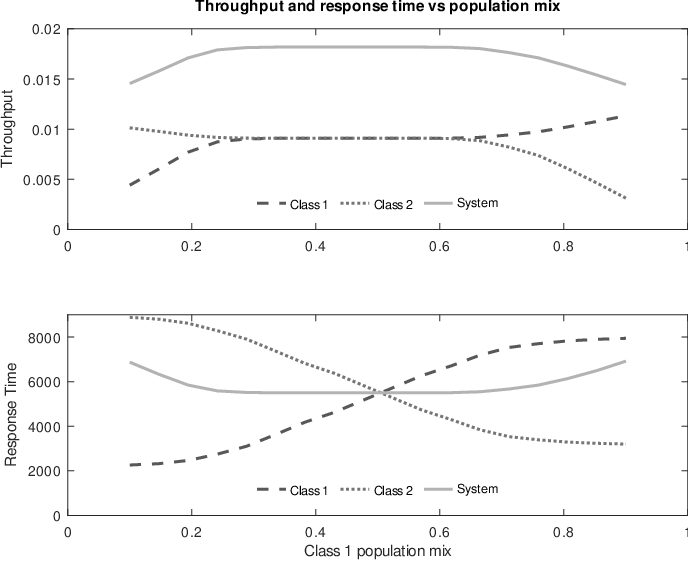 Throughput and response time vs population mix
Throughput
0.02
0.015
0.01
0.005
0
0 0.2 0.4 0.6 0.8 1
Class 1 Class 2 System
Response Time
8000
6000
4000
2000
0
Class 1 Class 2 System
0 0.2 0.4 0.6 0.8 1
Class 1 population mix